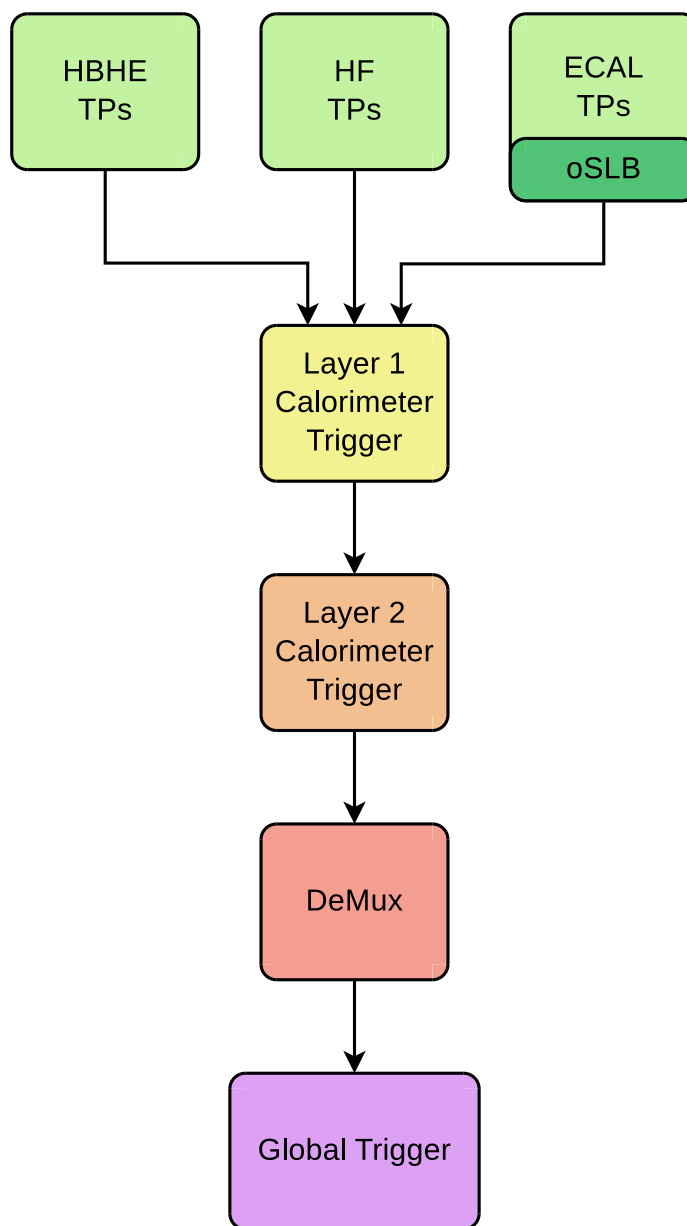 HBHE
TPs
HF
TPs
ECAL
TPs
oSLB
Layer 1
Calorimeter
Trigger
Layer 2
Calorimeter
Trigger
DeMux
Global Trigger